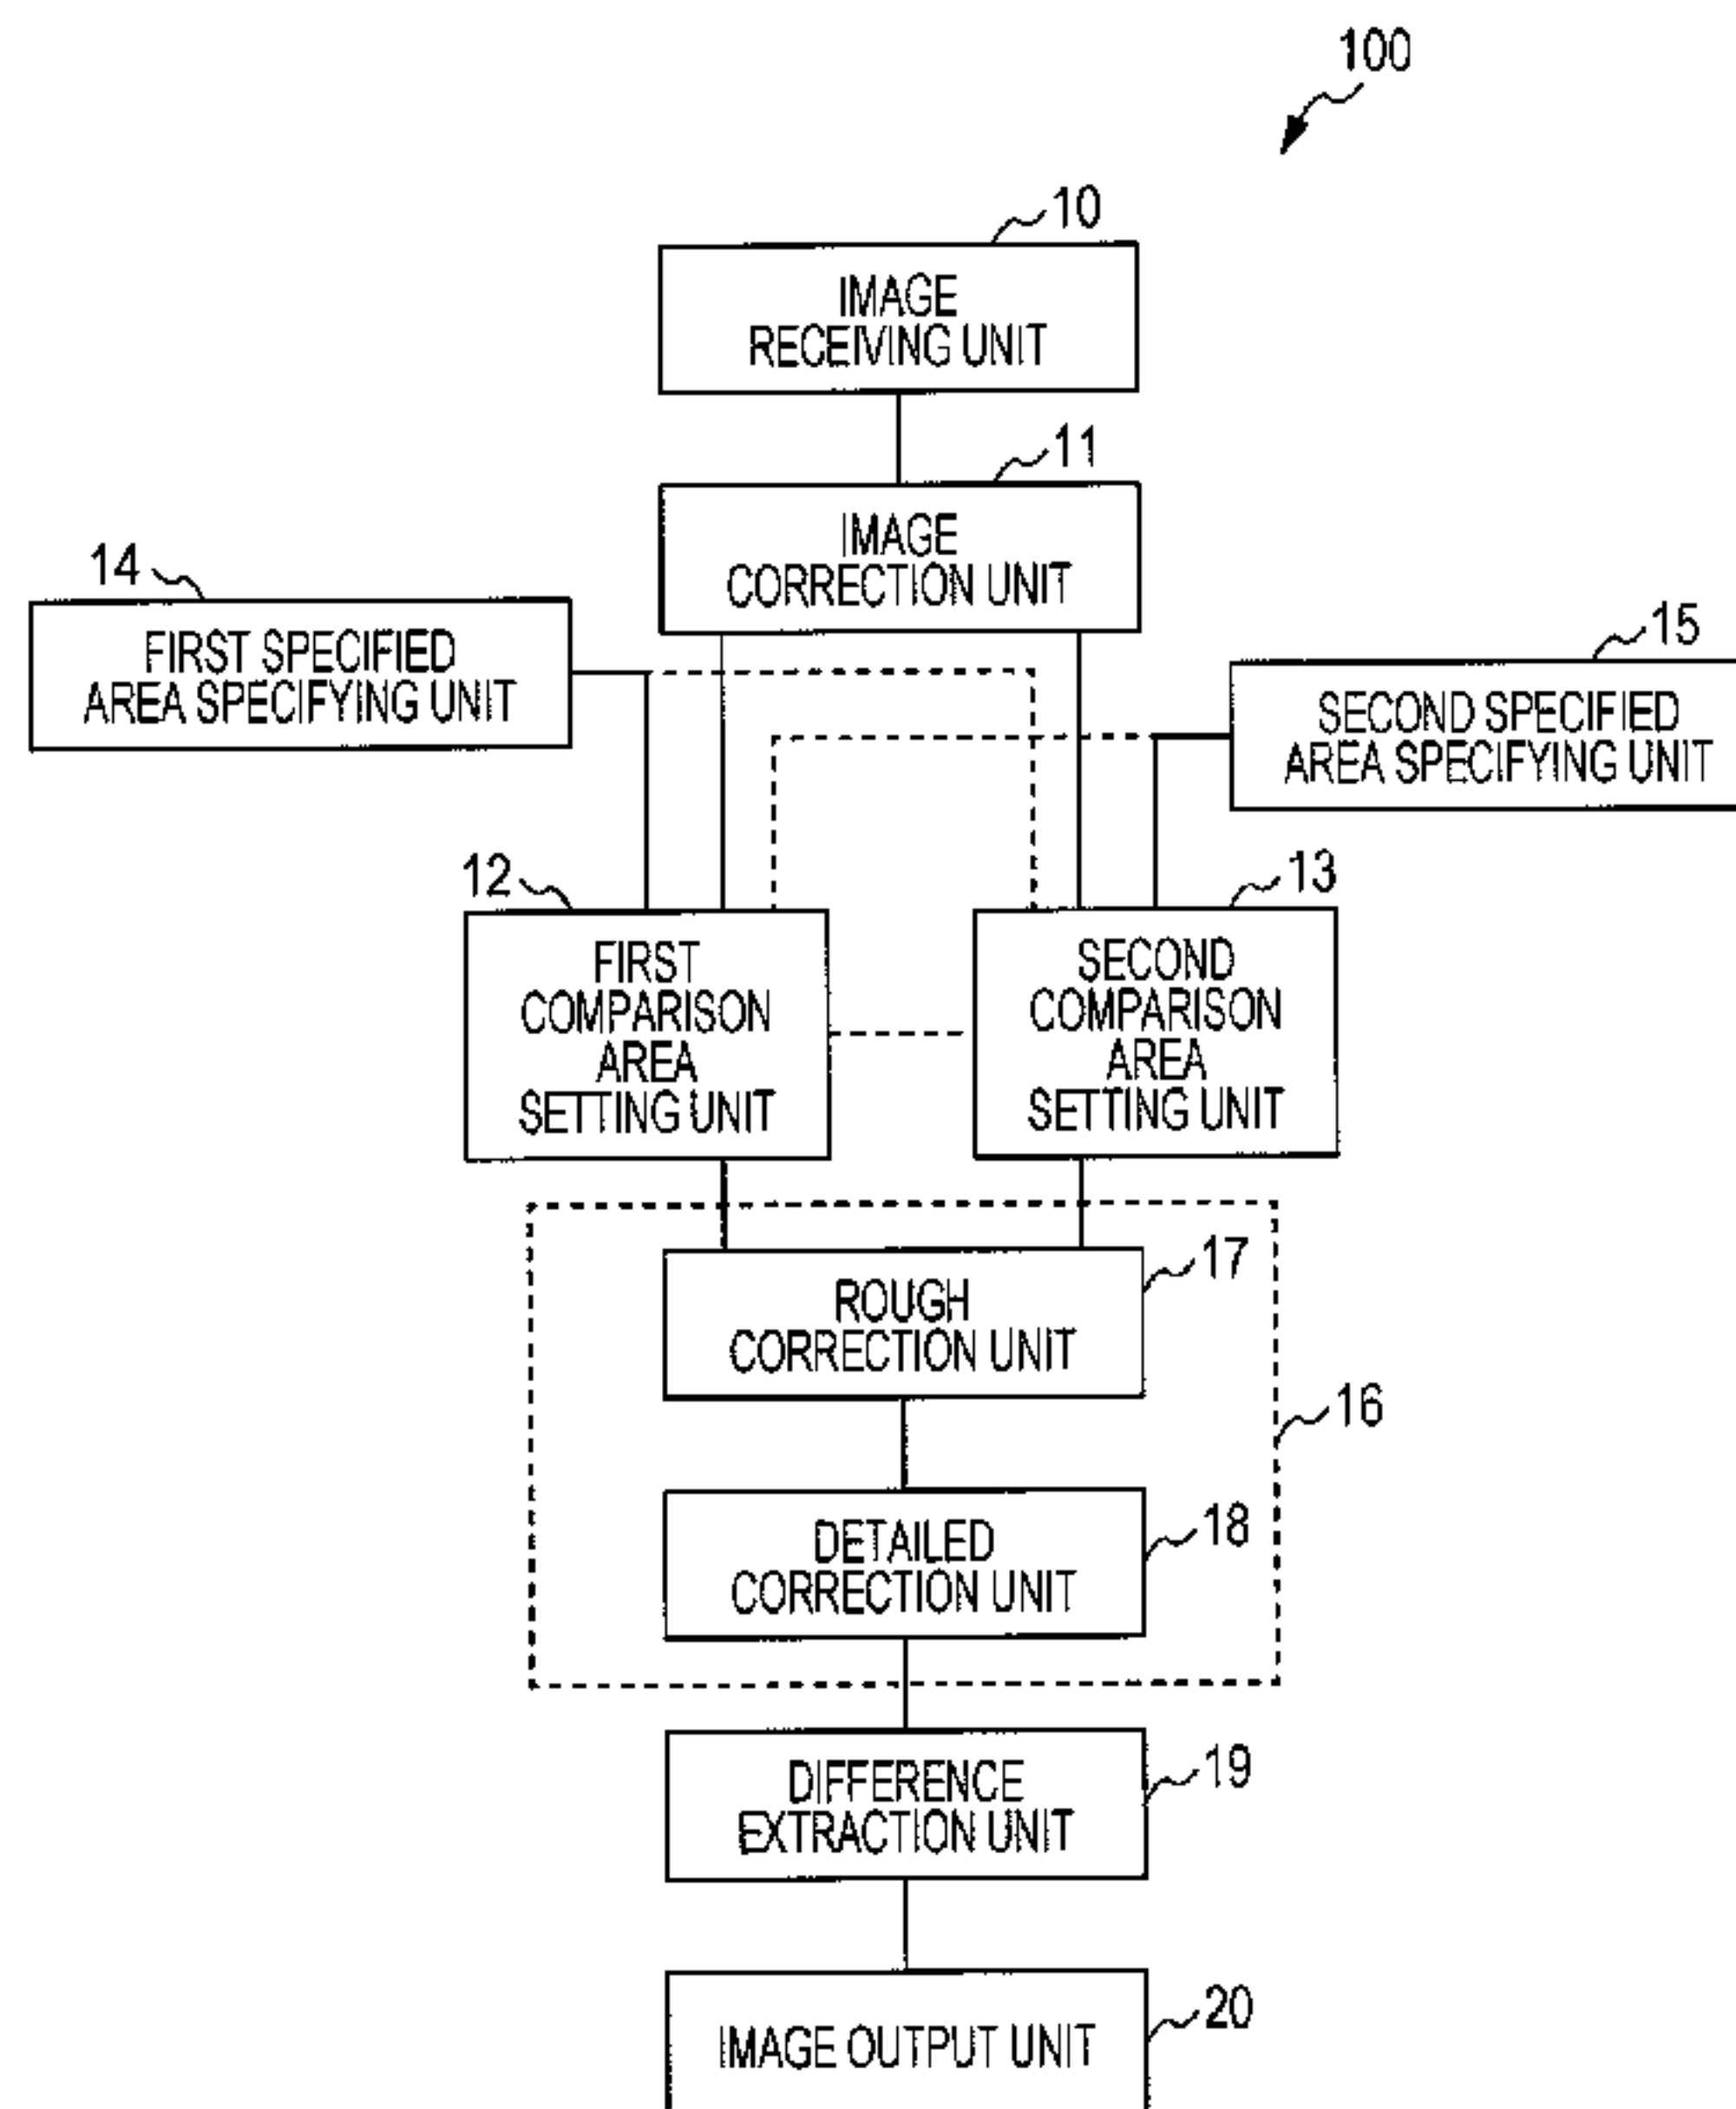 100
10
IMAGE
RECEIVING UNIT
11
IMAGE
CORRECTION UNIT
14
FIRST SPECIFIED
AREA SPECIFYING UNIT
15
SECOND SPECIFIED
AREA SPECIFYING UNIT
12
FIRST
COMPARISON
AREA
SETTING UNIT
13
SECOND
COMPARISON
AREA
SETTING UNIT
17
ROUGH
CORRECTION UNIT
16
18
DETAILED
CORRECTION UNIT
19
DIFFERENCE
EXTRACTION UNIT
20
IMAGE OUTPUT UNIT